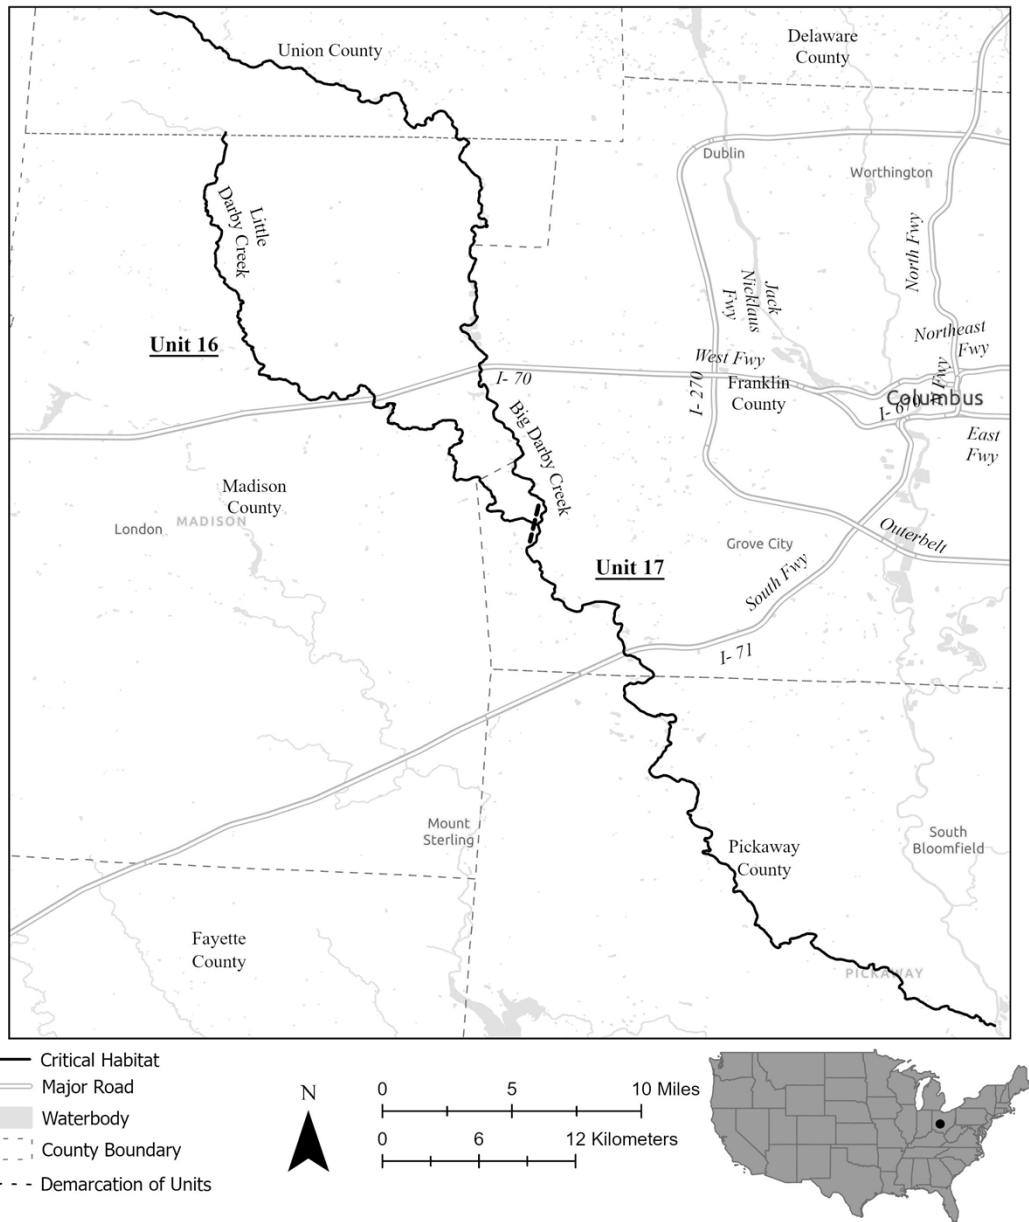 Union County
Delaware
County
Dublin
Worthington
Little
Darby Creek
North Fwy
Jack
Nicklaus
Fwy
Unit 16
Northeast
Fwy
West Fwy
I- 70
I- 270
Franklin
County
Columbus
I- 670
Fwy
Big Darby Creek
East
Fwy
Madison
County
MADISON
London
Outerbelt
Grove City
Unit 17
South Fwy
I- 71
Mount
Sterling
Pickaway
County
South
Bloomfield
Fayette
County
PICKAWAY
Critical Habitat
Major Road
Waterbody
County Boundary
Demarcation of Units
N
0 5 10 Miles
0 6 12 Kilometers